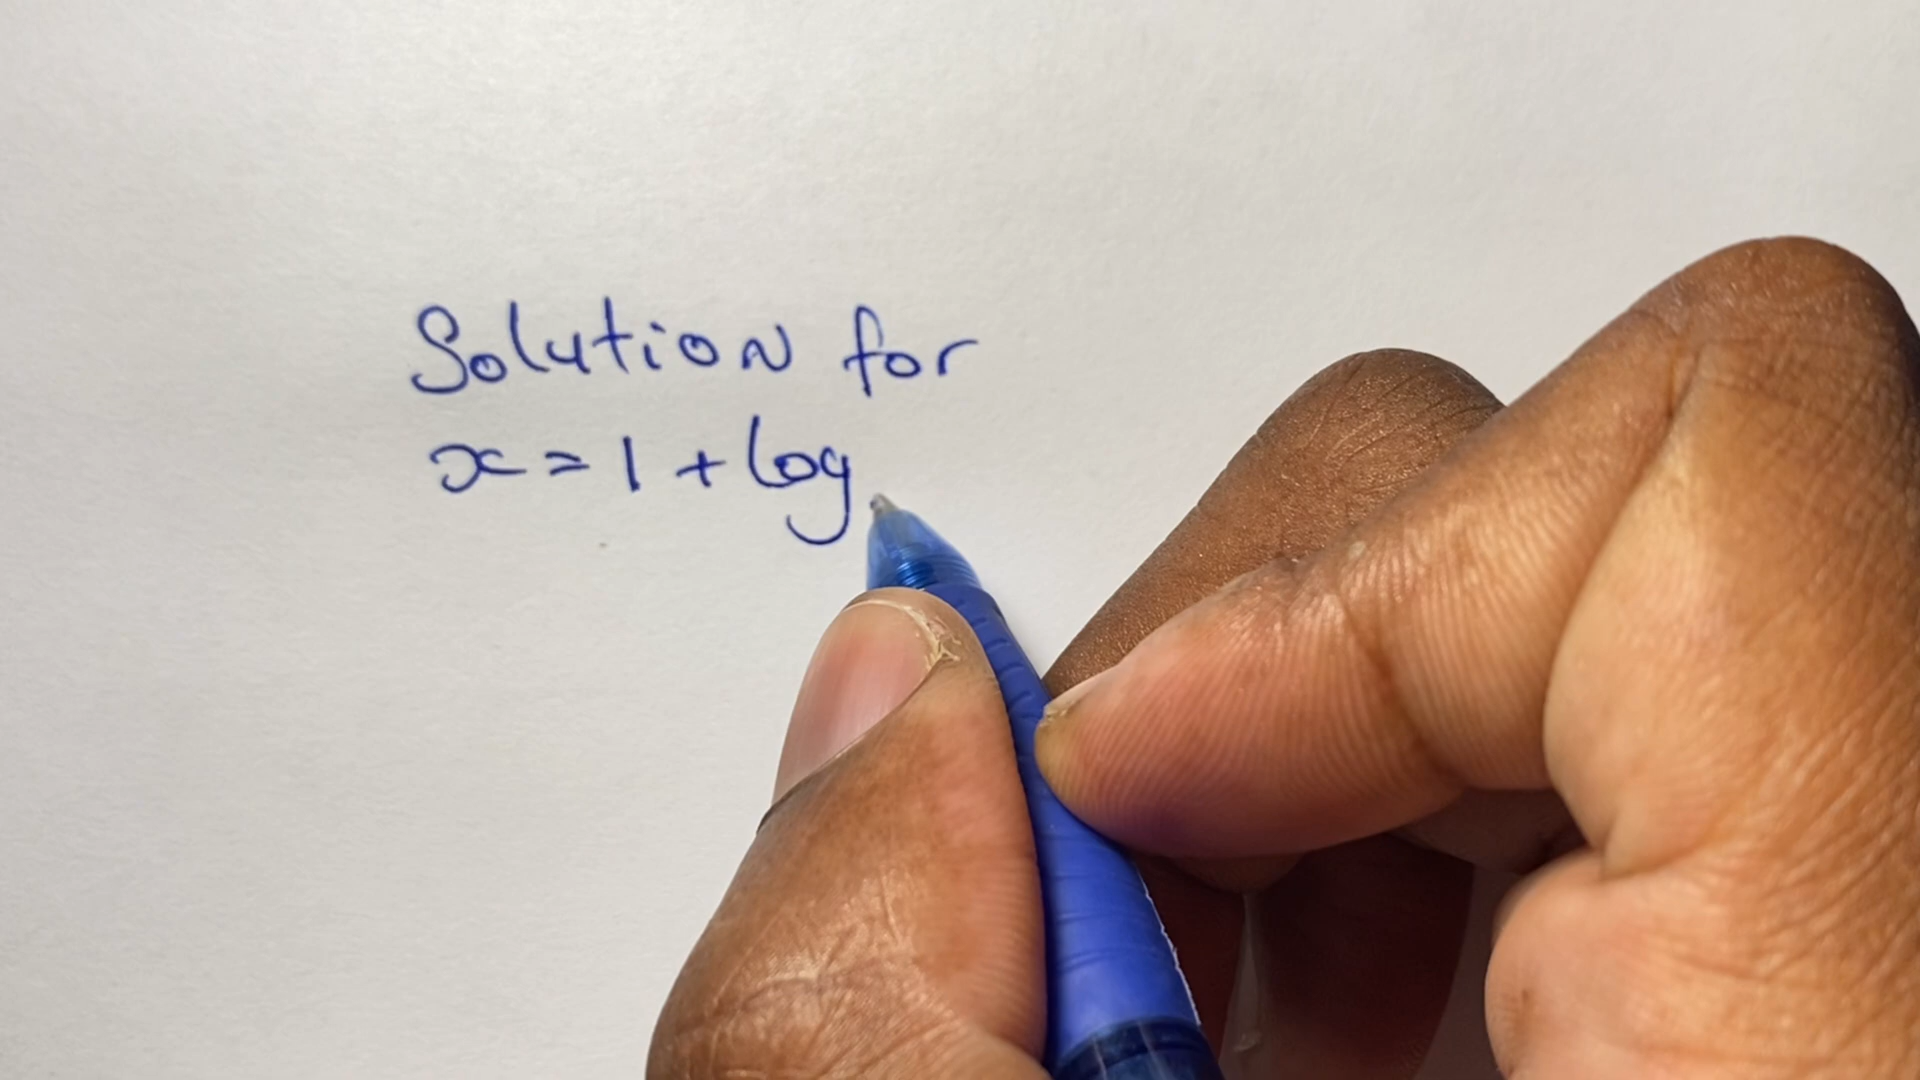 Solution for
x = 1 + log